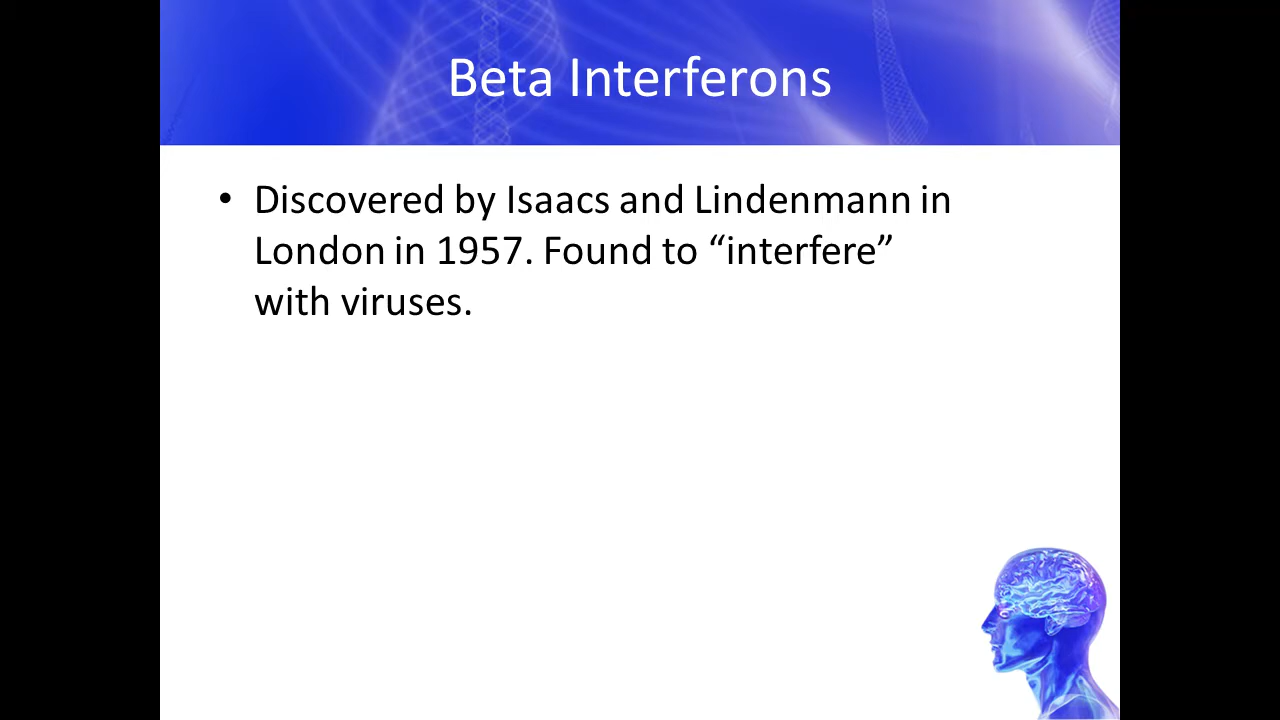 Beta Interferons
• Discovered by Isaacs and Lindenmann in
London in 1957. Found to “interfere”
with viruses.